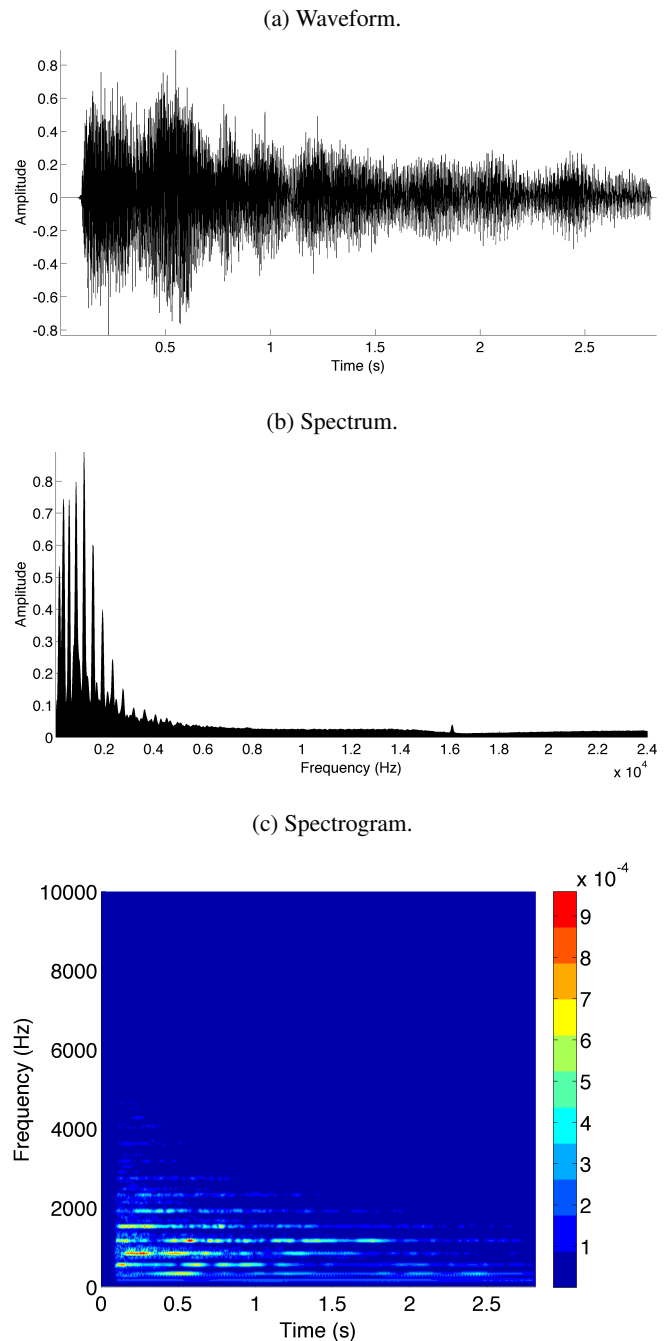 (a) Waveform.
0.8
0.6
0.4
0.2
0
-0.2
-0.4
-0.6
-0.8
Amplitude
0.5 1 1.5 2 2.5
Time (s)
(b) Spectrum.
0.8
0.7
0.6
0.5
0.4
0.3
0.2
0.1
0
Amplitude
0.2 0.4 0.6 0.8 1 1.2 1.4 1.6 1.8 2 2.2 2.4
Frequency (Hz)
x 10^4
(c) Spectrogram.
10000
8000
6000
4000
2000
0
Frequency (Hz)
0 0.5 1 1.5 2 2.5
Time (s)
x 10^-4
9
8
7
6
5
4
3
2
1